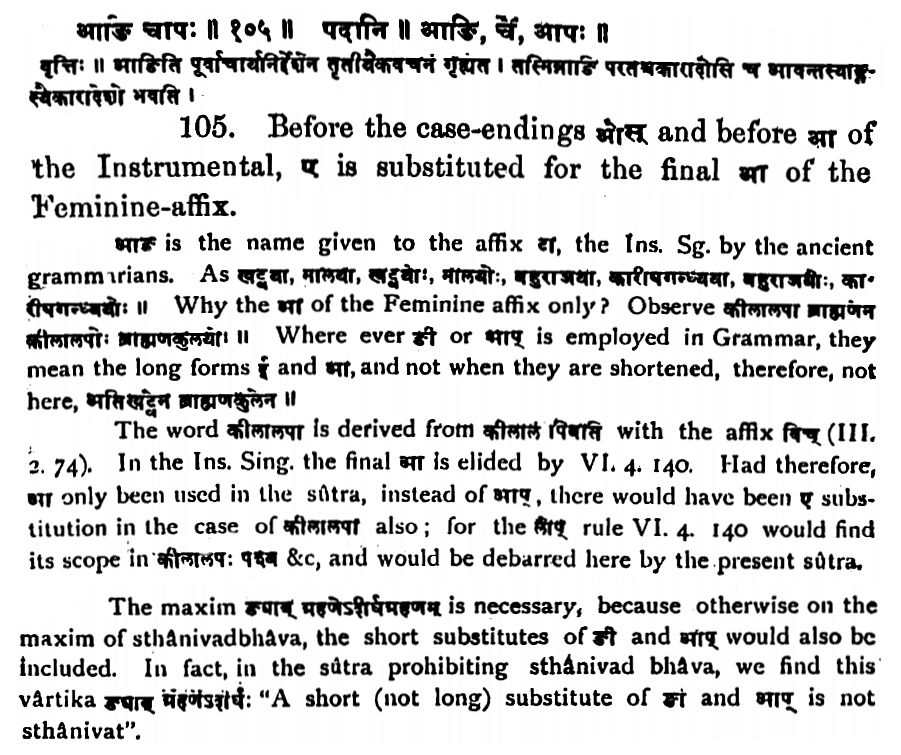 आङि चापः ॥ १०५ ॥ पदानि ॥ आङि, च, आपः ॥
वृत्तिः ॥ आङिति पूर्वाचार्यनिर्देशेन तृतीयैकवचनं गृह्यते । तस्मिन्नाङि परतश्चकारादोसि च आबन्तस्याङ्ग-
स्यैकारादेशो भवति ।
105. Before the case-endings ओस् and before आ of
the Instrumental, ए is substituted for the final आ of the
Feminine-affix.
आङ is the name given to the affix टा, the Ins. Sg. by the ancient
grammarians. As खट्वया, मालया, खट्वयोः, मालयोः, बहुराजया, कारीषगन्ध्यया, बहुराजयोः, का-
रीषगन्ध्ययोः ॥ Why the आ of the Feminine affix only? Observe कीलालपा ब्राह्मणेन
कीलालपोः ब्राह्मणकुलयोः ॥ Where ever ङी or आप् is employed in Grammar, they
mean the long forms ई and आ, and not when they are shortened, therefore, not
here, अतिखट्वेन ब्राह्मणकुलेन ॥
The word कीलालपा is derived from कीलालं पिबति with the affix विच् (III.
2. 74). In the Ins. Sing. the final आ is elided by VI. 4. 140. Had therefore,
आ only been used in the sûtra, instead of आप्, there would have been ए subs-
titution in the case of कीलालपा also; for the लोप् rule VI. 4. 140 would find
its scope in कीलालपः पश्य &c, and would be debarred here by the present sûtra.
The maxim ङ्याब् ग्रहणेऽदीर्घग्रहणम् is necessary, because otherwise on the
maxim of sthânivadbhâva, the short substitutes of ङी and आप् would also be
included. In fact, in the sûtra prohibiting sthânivad bhâva, we find this
vârtika ङ्याब् ग्रहणेऽदीर्घः "A short (not long) substitute of ङी and आप् is not
sthânivat".